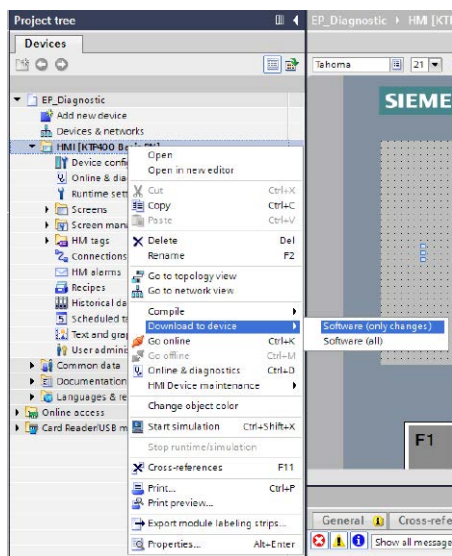 Project tree
EP_Diagnostic
HMI [KT
Devices
Tahoma
21
EP_Diagnostic
Add new device
Devices & networks
HMI [KTP400 Basic PN]
Device confi
Online & dia
Runtime sett
Screens
Screen mana
HM tags
Connections
HM alarms
Recipes
Historical da
Scheduled ta
Text and grap
User adminis
Common data
Documentation
Languages & re
Online access
Card Reader/USB m
Open
Open in new editor
Cut Ctrl+X
Copy Ctrl+C
Paste Ctrl+V
Delete Del
Rename F2
Go to topology view
Go to network view
Compile
Download to device
Go online Ctrl+K
Go offline Ctrl+M
Online & diagnostics Ctrl+D
HMI Device maintenance
Change object color
Start simulation Ctrl+Shift+X
Stop runtime/simulation
Cross-references F11
Print... Ctrl+P
Print preview...
Export module labeling strips...
Properties... Alt+Enter
Software (only changes)
Software (all)
SIEME
F1
General
Cross-refe
Show all message